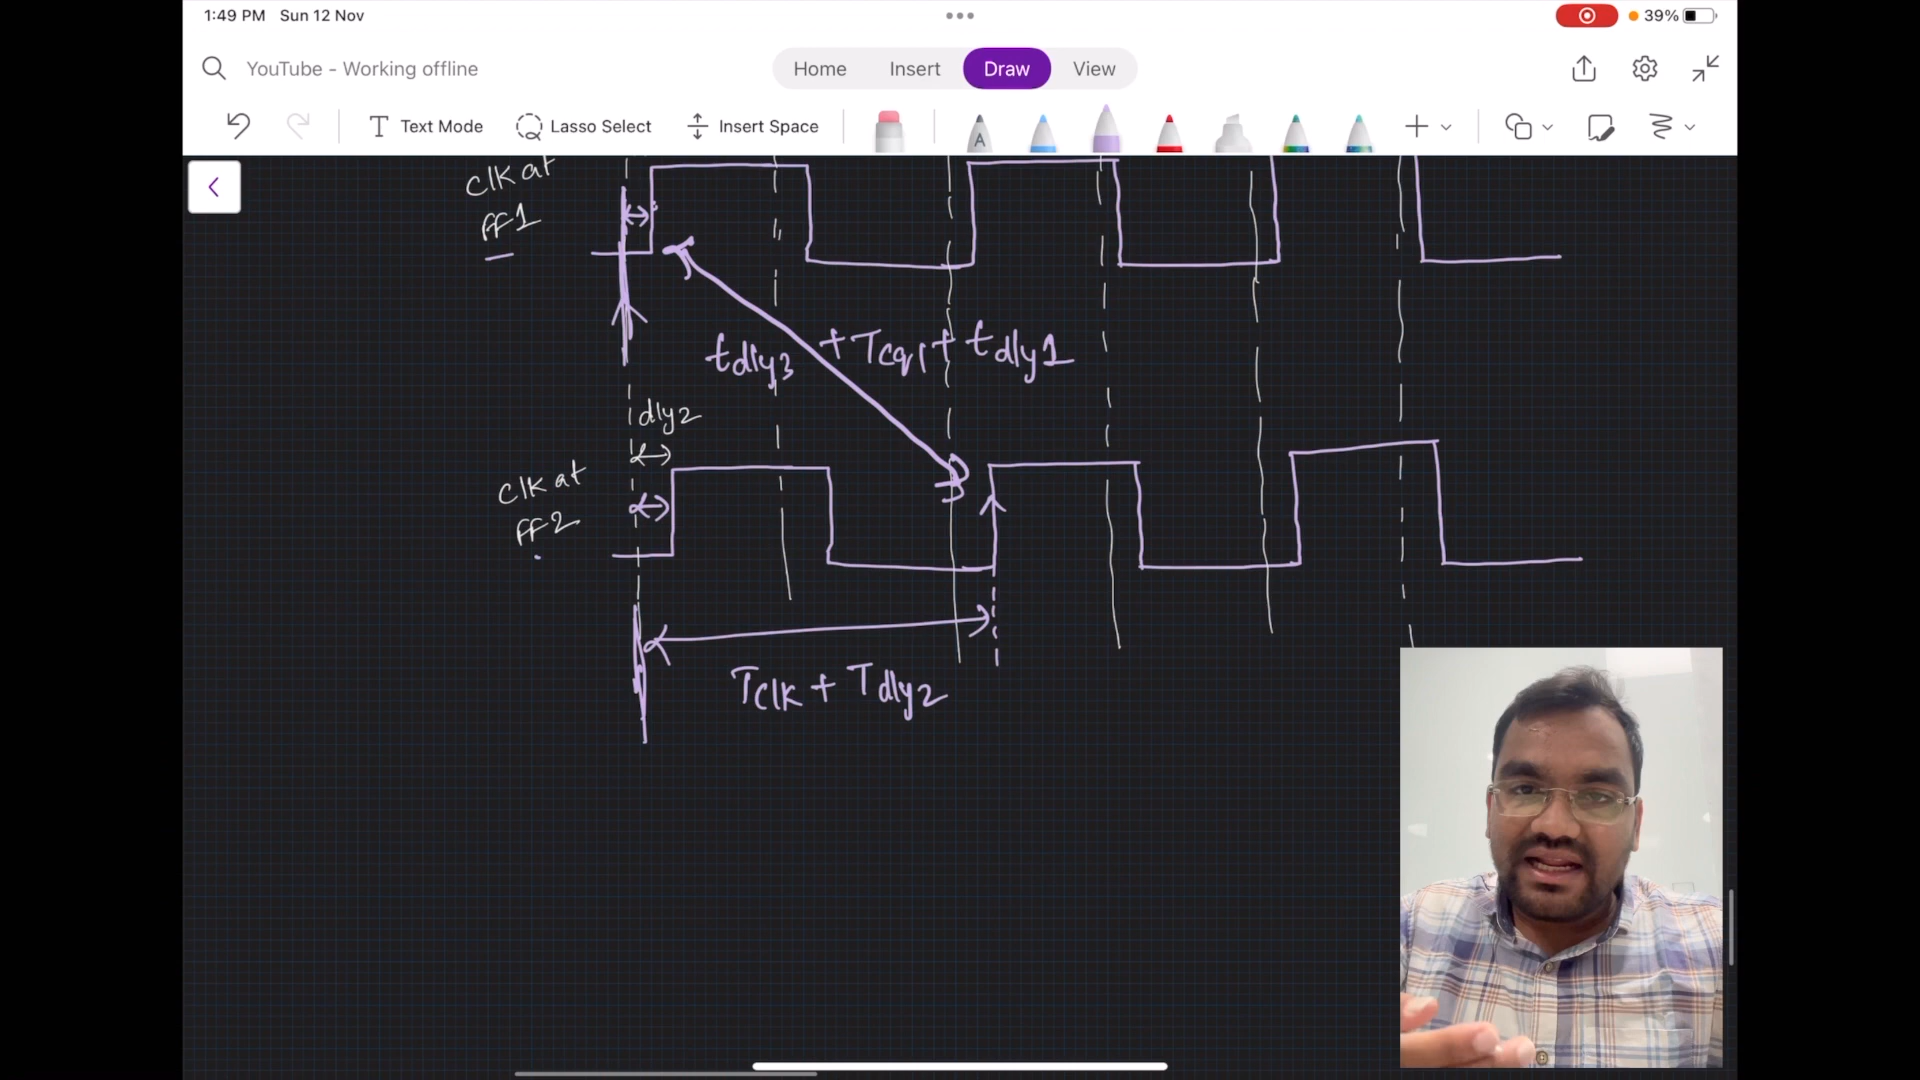 1:49 PM Sun 12 Nov
39%
YouTube - Working offline
Home Insert Draw View
Text Mode Lasso Select Insert Space
A
clk at
ff1
tdly3 + Tcq1 + tdly1
dly2
clk at
ff2
Tclk + Tdly2